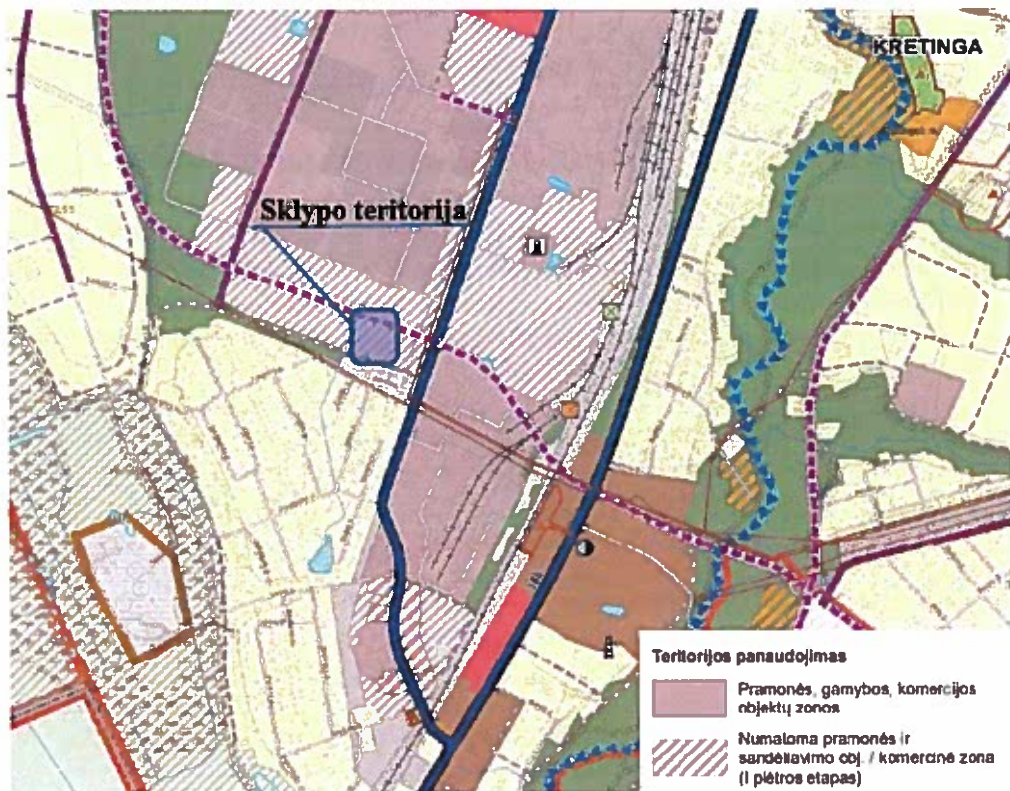 KRETINGA
Sklypo teritorija
Teritorijos panaudojimas
Pramonės, gamybos, komercijos
objektų zonos
Numatoma pramonės ir
sandėliavimo obj. / komercinė zona
(I plėtros etapas)